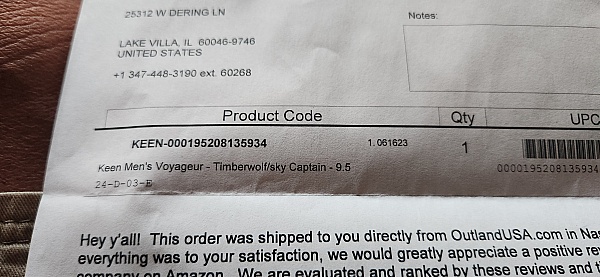 25312 W DERING LN
Notes:
LAKE VILLA, IL 60046-9746
UNITED STATES
+1 347-448-3190 ext. 60268
Product Code Qty UPC
KEEN-000195208135934 1. 061623 1
Keen Men's Voyageur - Timberwolf/sky Captain - 9.5 0000195208135934
24-D-03-E
Hey y'all! This order was shipped to you directly from OutlandUSA.com in Nas
everything was to your satisfaction, we would greatly appreciate a positive rev
company on Amazon. We are evaluated and ranked by these reviews and